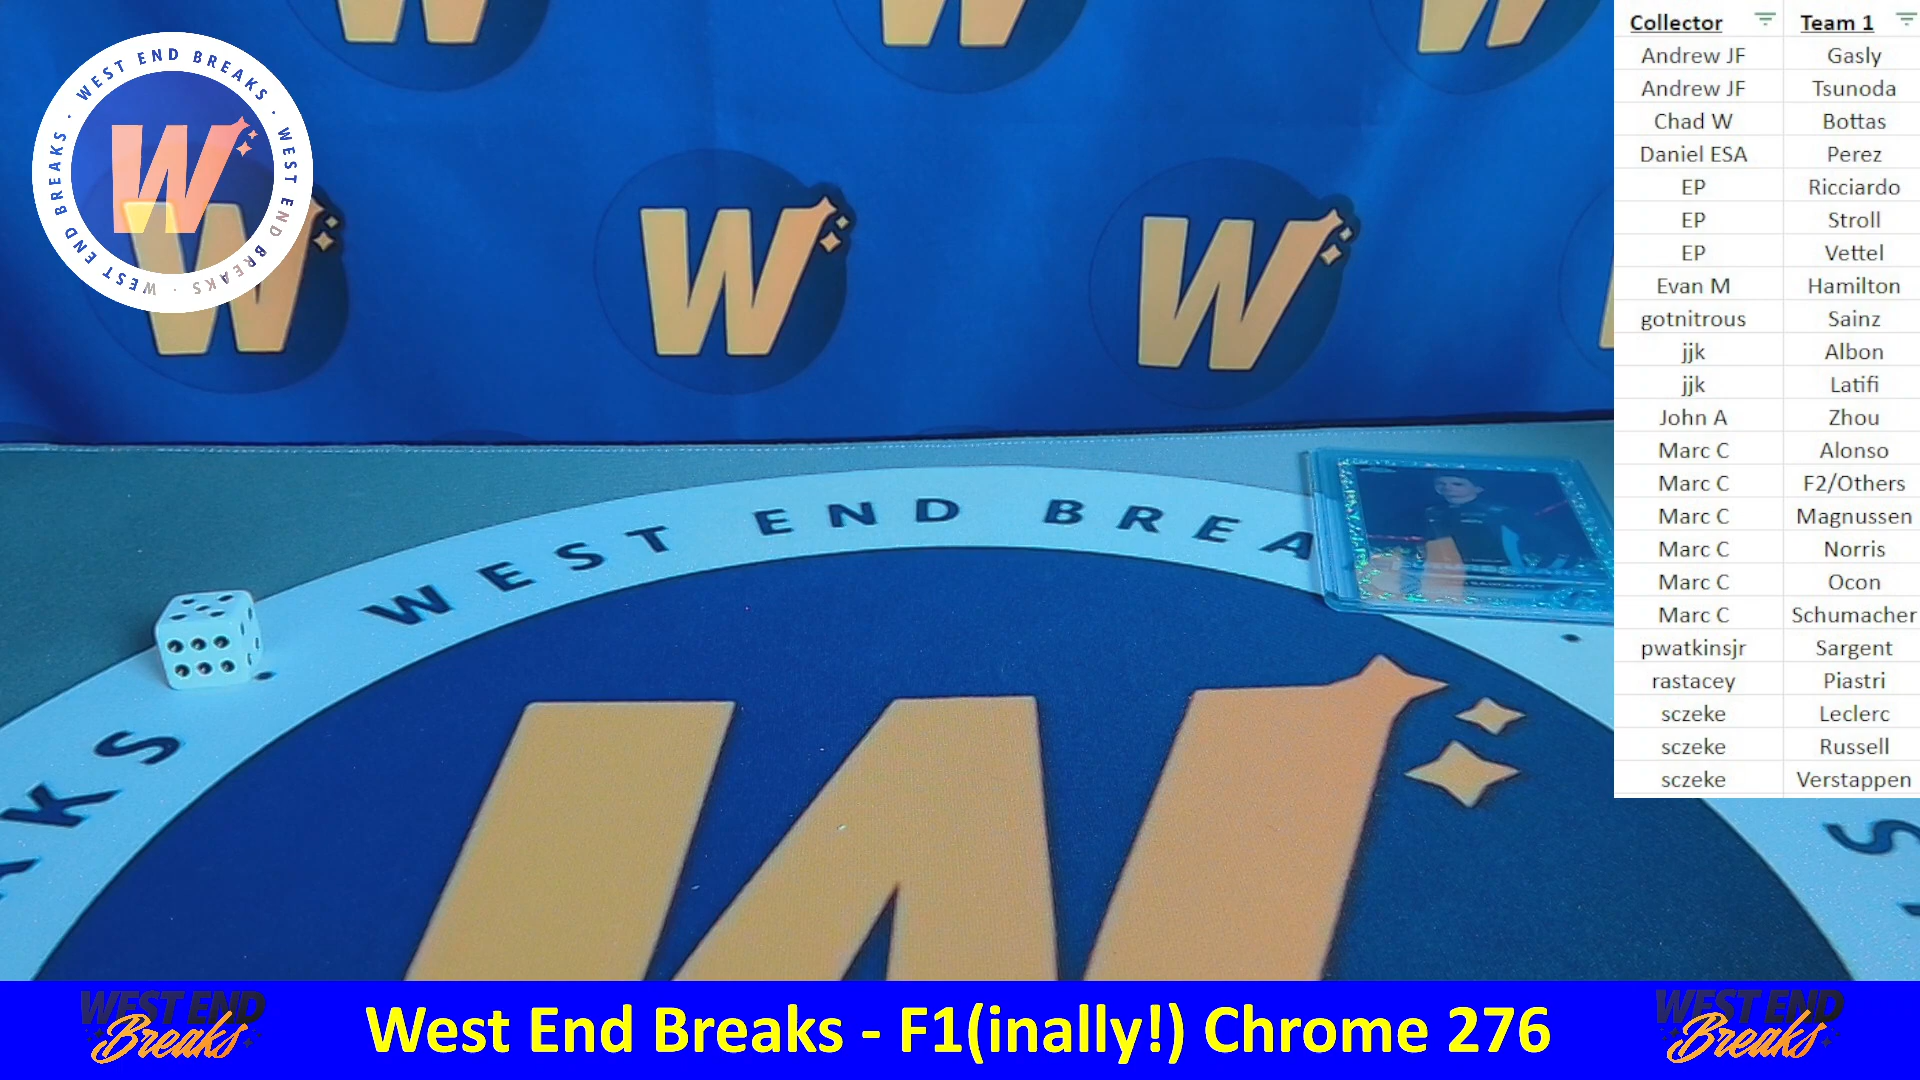 WEST END BREAKS · WEST END BREAKS · WEST END BREAKS ·
W
W
W
W
WEST END BREA
AKS
S
W
Collector Team 1
Andrew JF Gasly
Andrew JF Tsunoda
Chad W Bottas
Daniel ESA Perez
EP Ricciardo
EP Stroll
EP Vettel
Evan M Hamilton
gotnitrous Sainz
jjk Albon
jjk Latifi
John A Zhou
Marc C Alonso
Marc C F2/Others
Marc C Magnussen
Marc C Norris
Marc C Ocon
Marc C Schumacher
pwatkinsjr Sargent
rastacey Piastri
sczeke Leclerc
sczeke Russell
sczeke Verstappen
WEST END
Breaks
West End Breaks - F1(inally!) Chrome 276
WEST END
Breaks